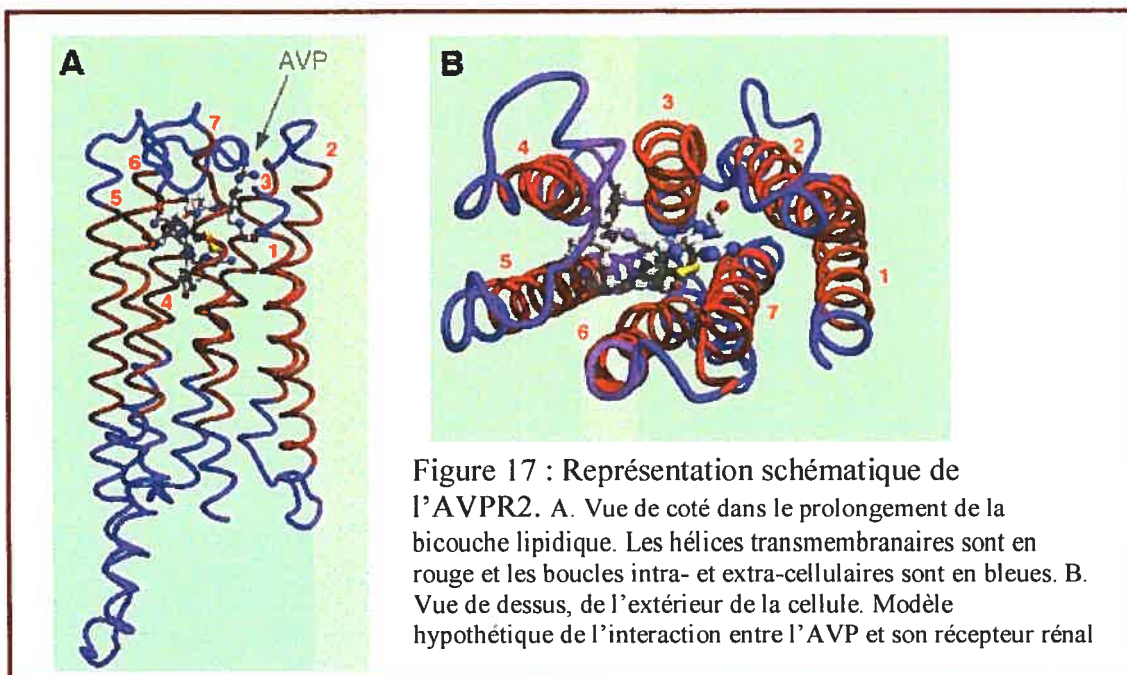 A
AVP
7
6
5
3
2
1
4
B
3
4
2
5
1
6
7
Figure 17 : Représentation schématique de
l'AVPR2. A. Vue de coté dans le prolongement de la
bicouche lipidique. Les hélices transmembranaires sont en
rouge et les boucles intra- et extra-cellulaires sont en bleues. B.
Vue de dessus, de l'extérieur de la cellule. Modèle
hypothétique de l'interaction entre l'AVP et son récepteur rénal